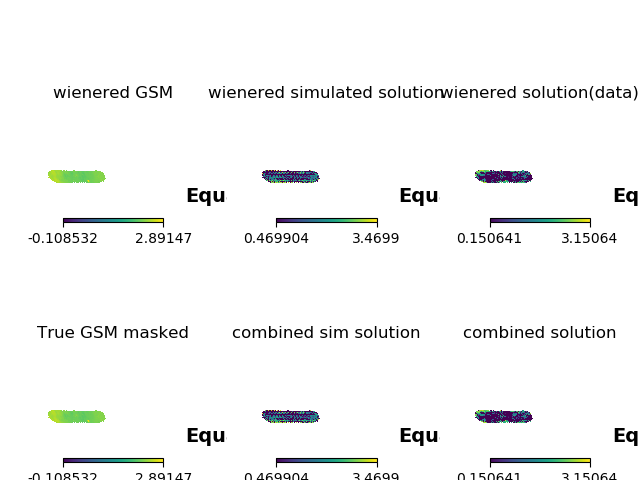 wienered GSM
wienered simulated solution
wienered solution(data)
Equ
Equ
Eq
-0.108532 2.89147
0.469904 3.4699
0.150641 3.15064
True GSM masked
combined sim solution
combined solution
Equ
Equ
Eq
-0.108532 2.89147
0.469904 3.4699
0.150641 3.15064